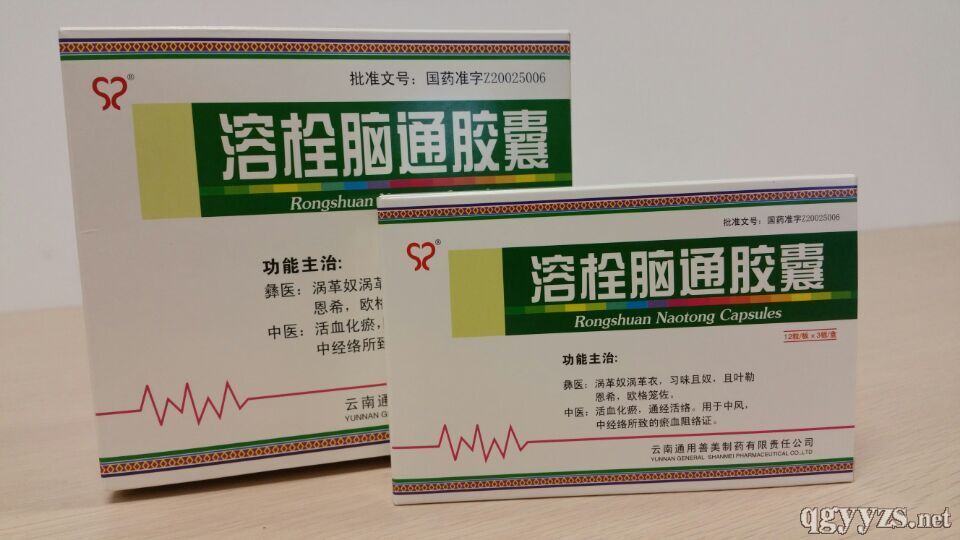 ®
批准文号：国药准字Z20025006
溶栓脑通胶囊
Rongshuan
功能主治:
彝医：涡革奴涡革
恩希，欧格
中医：活血化瘀，
中经络所致
云南通用
YUNNAN GE
®
批准文号：国药准字Z20025006
溶栓脑通胶囊
Rongshuan Naotong Capsules
12粒/板×3板/盒
功能主治:
彝医：涡革奴涡革衣，习味且奴，且叶勒
恩希，欧格笼佐，
中医：活血化瘀，通经活络。用于中风，
中经络所致的瘀血阻络证。
云南通用善美制药有限责任公司
YUNNAN GENERAL SHANMEI PHARMACEUTICAL CO.,LTD
qgyyzs.net